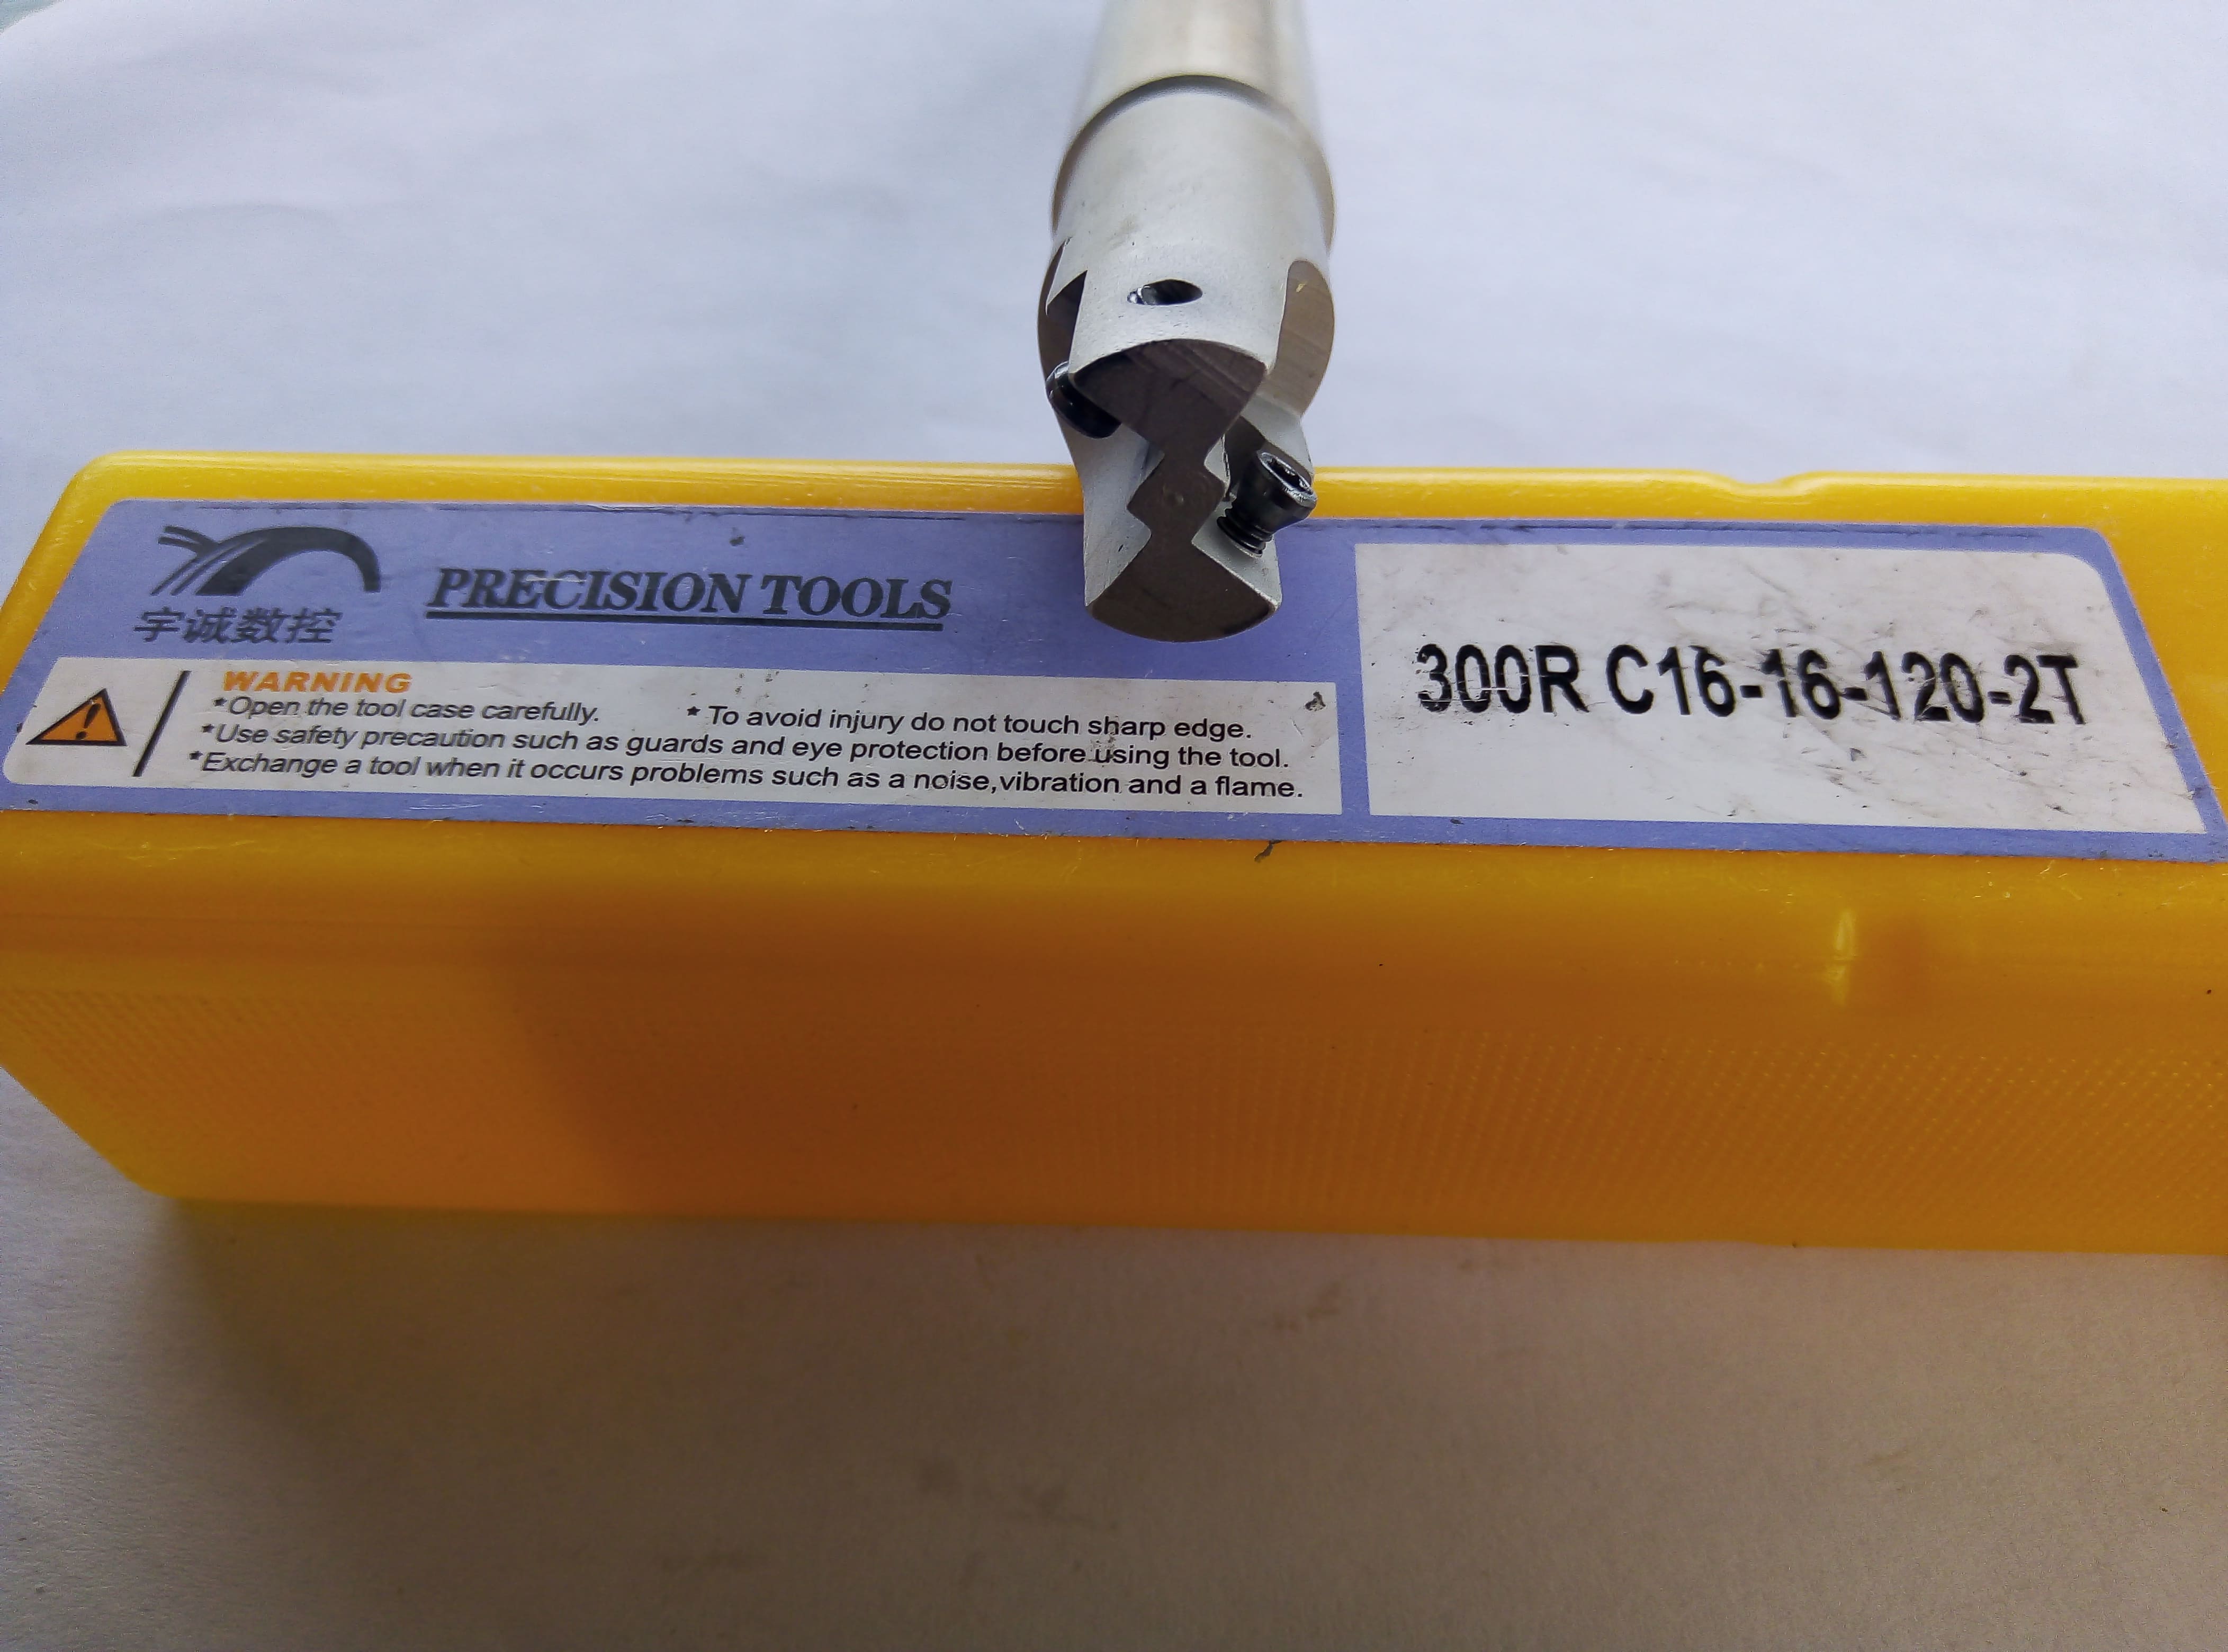 宇诚数控
PRECISION TOOLS
WARNING
*Open the tool case carefully. * To avoid injury do not touch sharp edge.
*Use safety precaution such as guards and eye protection before using the tool.
*Exchange a tool when it occurs problems such as a noise,vibration and a flame.
300R C16-16-120-2T